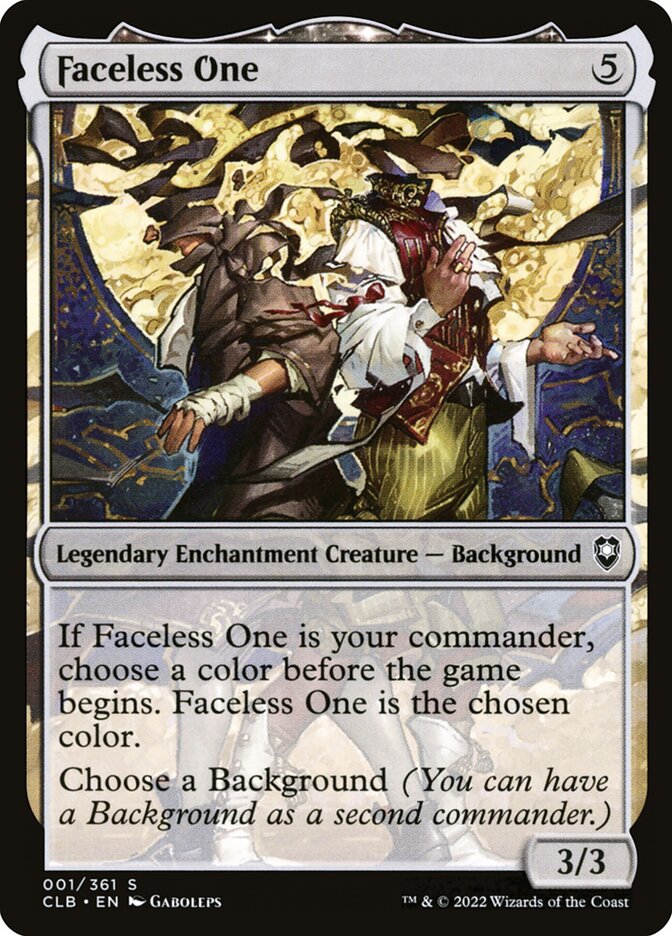 Faceless One 5
Legendary Enchantment Creature — Background
If Faceless One is your commander,
choose a color before the game
begins. Faceless One is the chosen
color.
Choose a Background (You can have
a Background as a second commander.)
3/3
001/361 S
CLB • EN Gaboleps
™ & © 2022 Wizards of the Coast